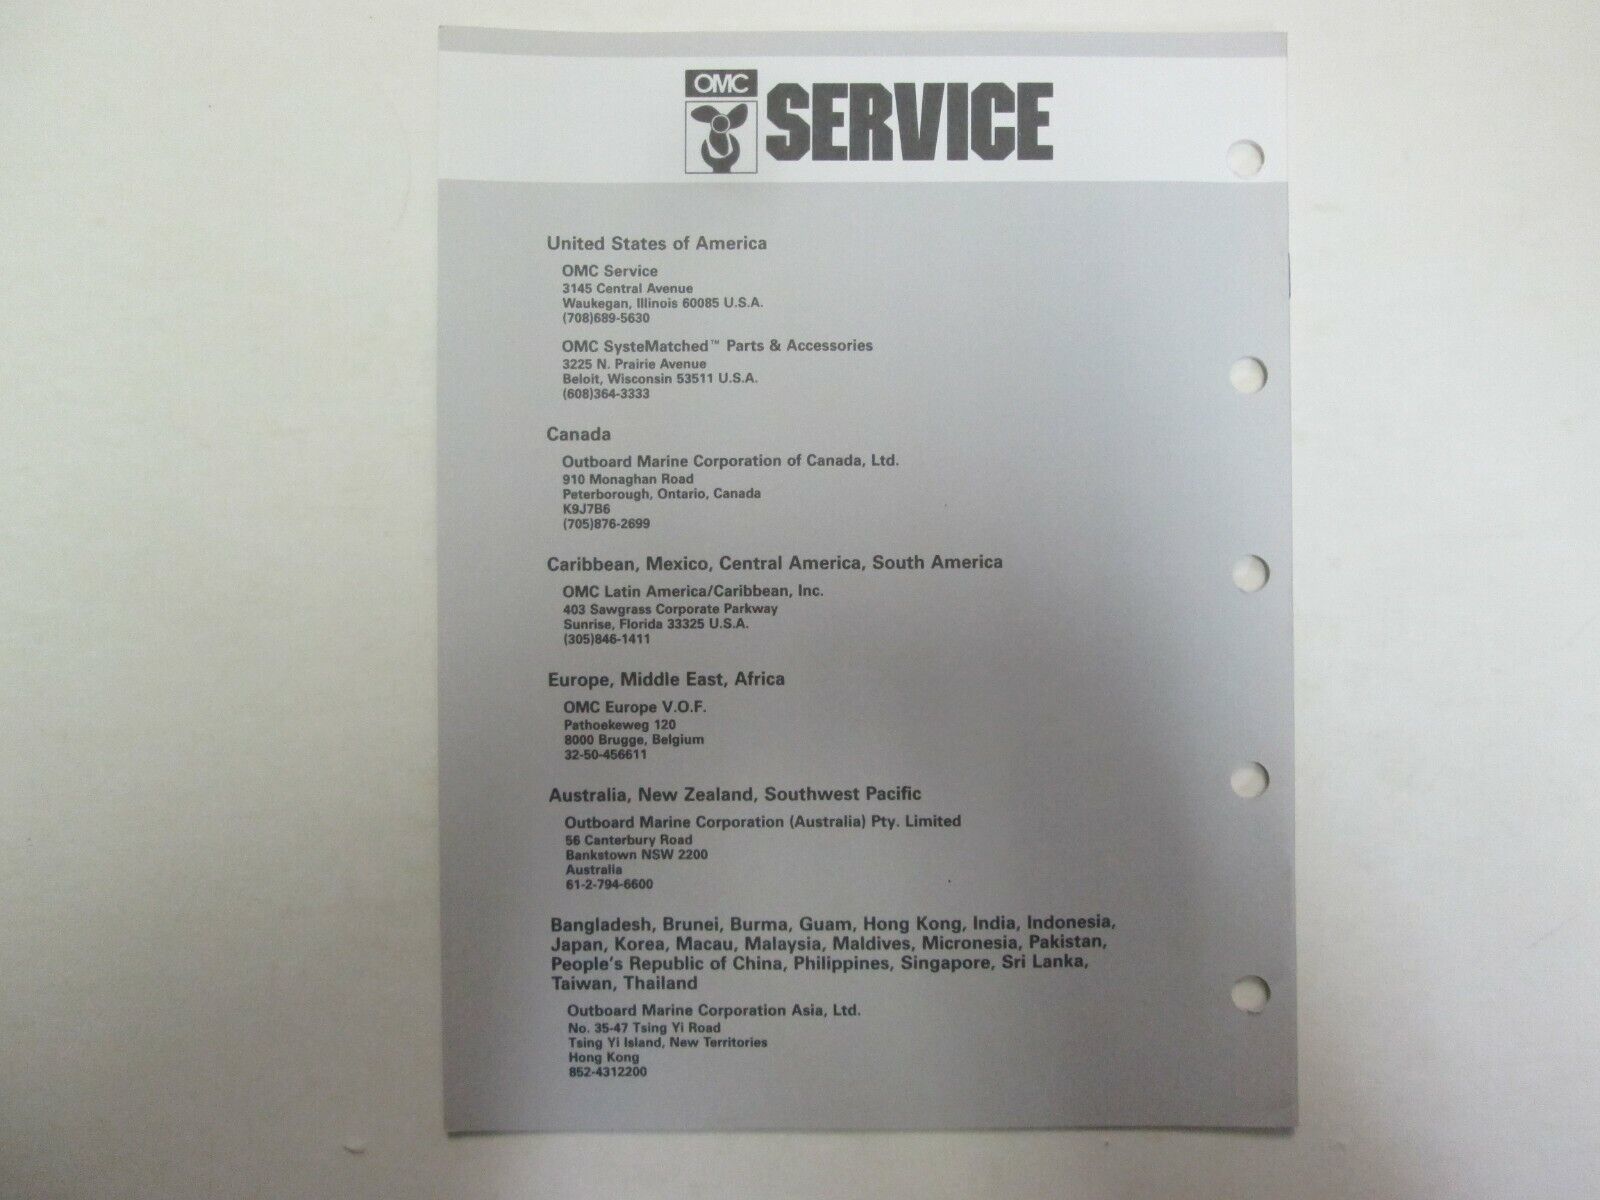 OMC
SERVICE
United States of America
OMC Service
3145 Central Avenue
Waukegan, Illinois 60085 U.S.A.
(708)689-5630
OMC SysteMatched™ Parts & Accessories
3225 N. Prairie Avenue
Beloit, Wisconsin 53511 U.S.A.
(608)364-3333
Canada
Outboard Marine Corporation of Canada, Ltd.
910 Monaghan Road
Peterborough, Ontario, Canada
K9J7B6
(705)876-2699
Caribbean, Mexico, Central America, South America
OMC Latin America/Caribbean, Inc.
403 Sawgrass Corporate Parkway
Sunrise, Florida 33325 U.S.A.
(305)846-1411
Europe, Middle East, Africa
OMC Europe V.O.F.
Pathoekeweg 120
8000 Brugge, Belgium
32-50-456611
Australia, New Zealand, Southwest Pacific
Outboard Marine Corporation (Australia) Pty. Limited
56 Canterbury Road
Bankstown NSW 2200
Australia
61-2-794-6600
Bangladesh, Brunei, Burma, Guam, Hong Kong, India, Indonesia,
Japan, Korea, Macau, Malaysia, Maldives, Micronesia, Pakistan,
People's Republic of China, Philippines, Singapore, Sri Lanka,
Taiwan, Thailand
Outboard Marine Corporation Asia, Ltd.
No. 35-47 Tsing Yi Road
Tsing Yi Island, New Territories
Hong Kong
852-4312200